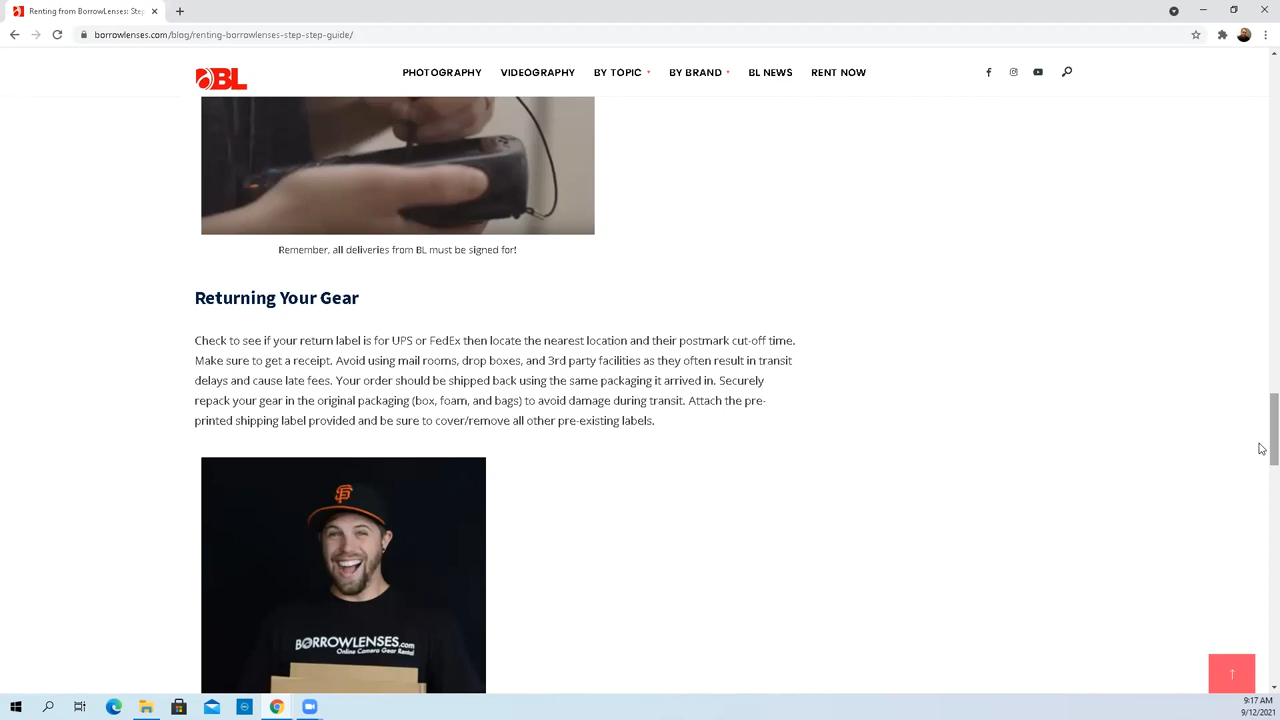 Renting from BorrowLenses: Ste
borrowlenses.com/blog/renting-borrowlenses-step-step-guide/
BL
PHOTOGRAPHY
VIDEOGRAPHY
BY TOPIC
BY BRAND
BL NEWS
RENT NOW
Remember, all deliveries from BL must be signed for!
Returning Your Gear
Check to see if your return label is for UPS or FedEx then locate the nearest location and their postmark cut-off time.
Make sure to get a receipt. Avoid using mail rooms, drop boxes, and 3rd party facilities as they often result in transit
delays and cause late fees. Your order should be shipped back using the same packaging it arrived in. Securely
repack your gear in the original packaging (box, foam, and bags) to avoid damage during transit. Attach the pre-
printed shipping label provided and be sure to cover/remove all other pre-existing labels.
SF
BORROWLENSES.com
Online Camera Gear Rental
9:17 AM
9/12/2021